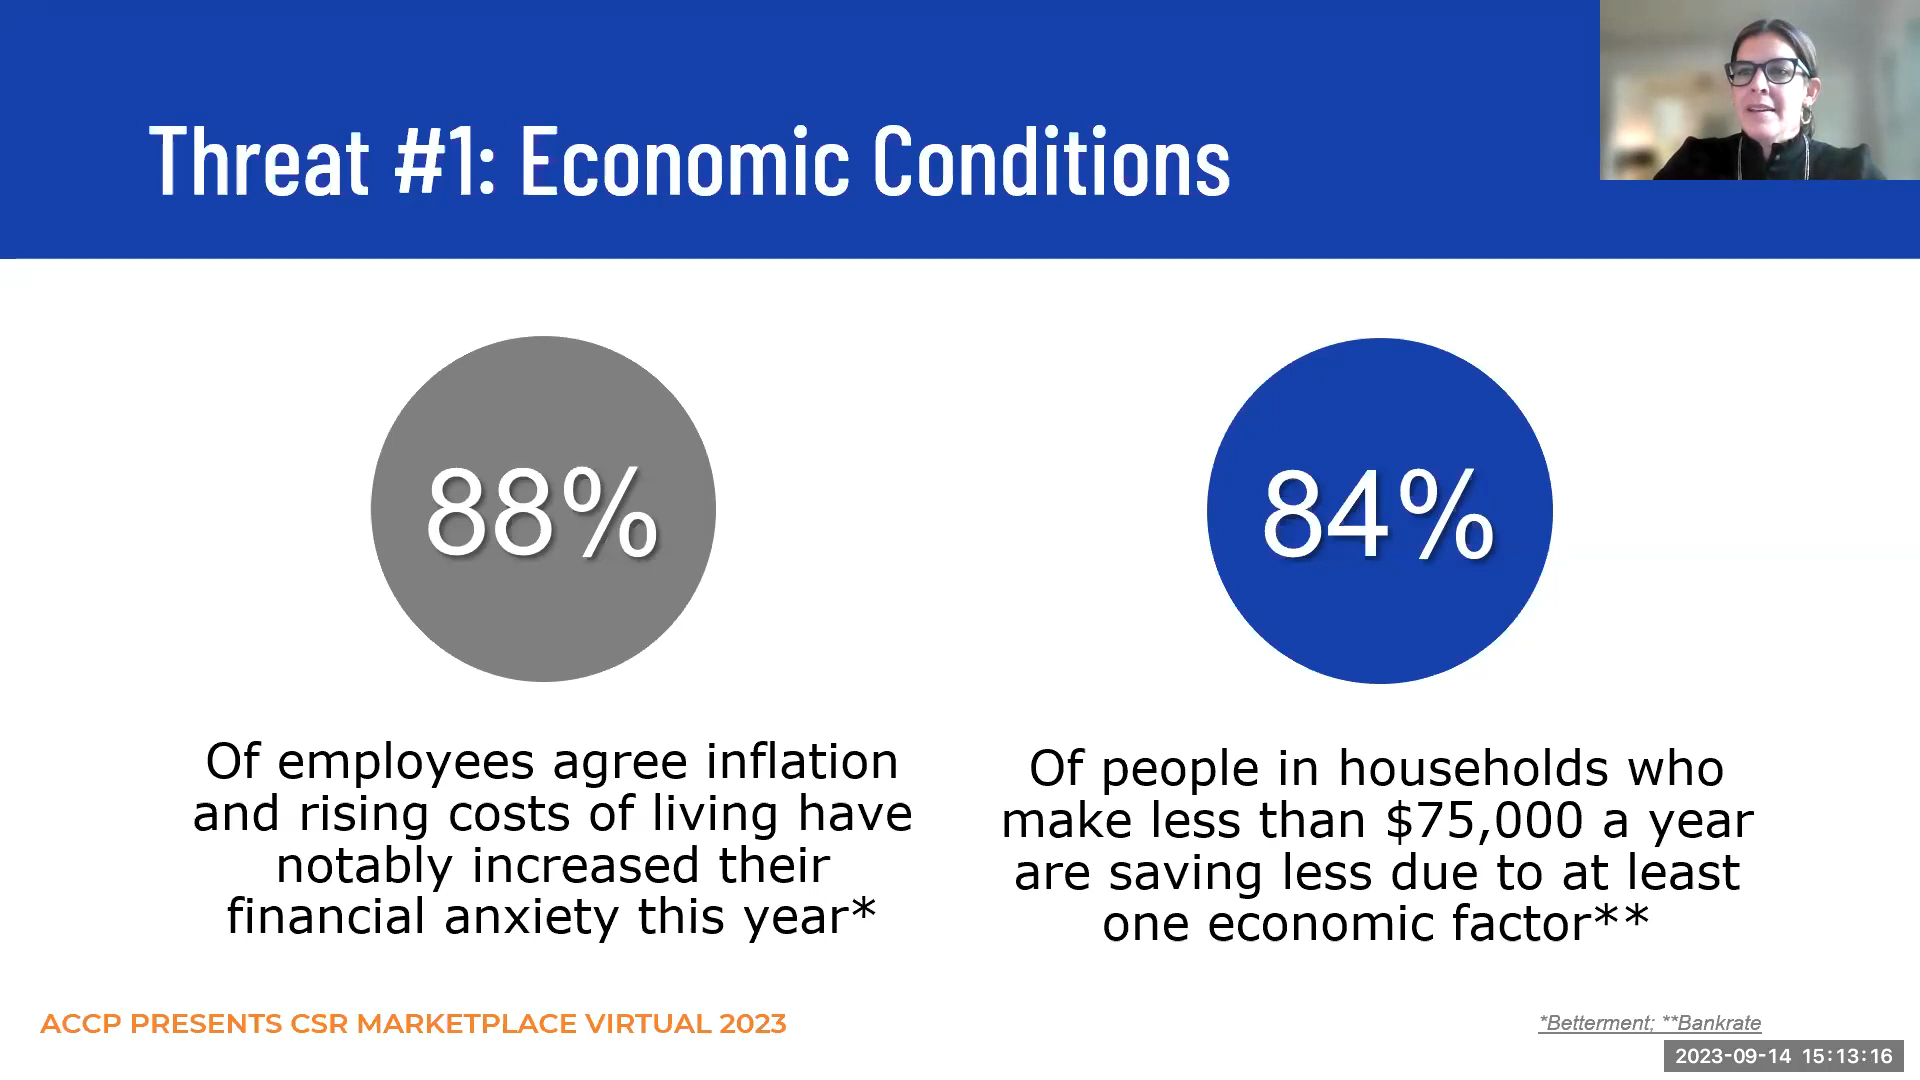 Threat #1: Economic Conditions
88%
84%
Of employees agree inflation
and rising costs of living have
notably increased their
financial anxiety this year*
Of people in households who
make less than $75,000 a year
are saving less due to at least
one economic factor**
ACCP PRESENTS CSR MARKETPLACE VIRTUAL 2023
*Betterment; **Bankrate
2023-09-14 15:13:16